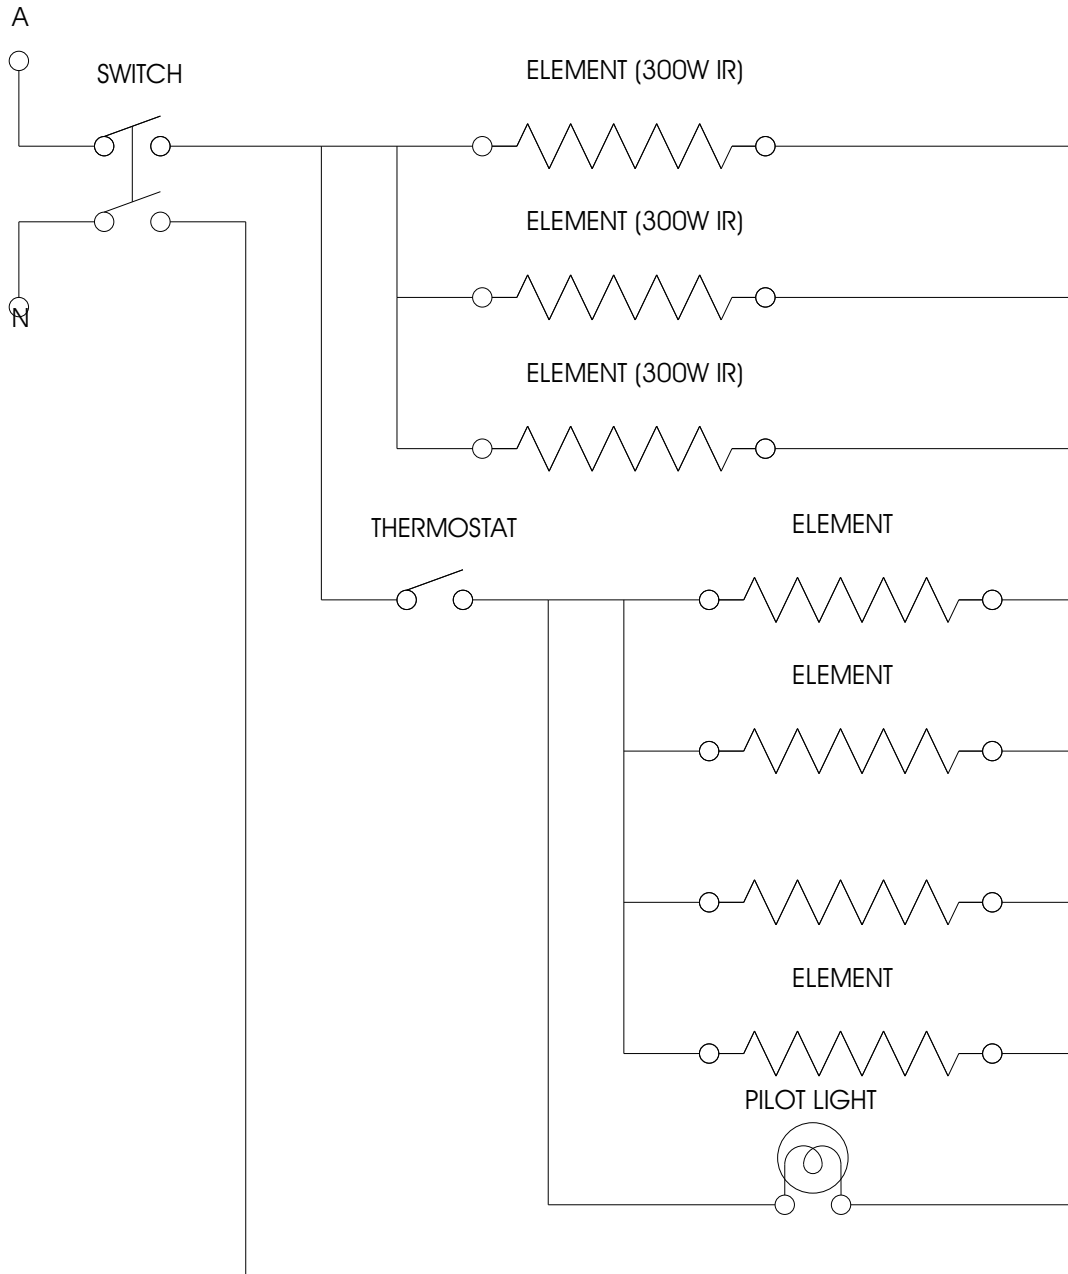 A
SWITCH
ELEMENT (300W IR)
ELEMENT (300W IR)
N
ELEMENT (300W IR)
THERMOSTAT
ELEMENT
ELEMENT
ELEMENT
PILOT LIGHT